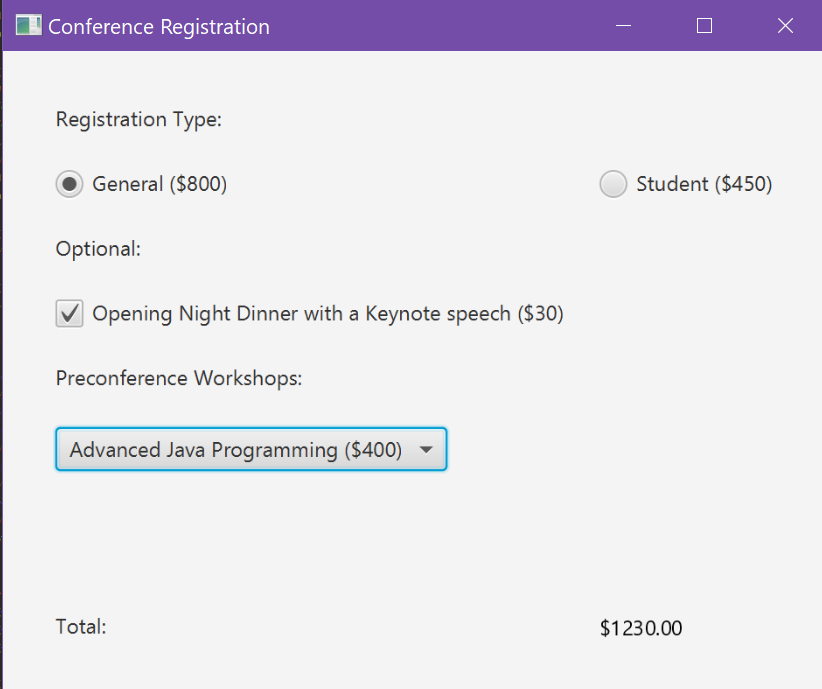 Conference Registration
Registration Type:
General ($800) Student ($450)
Optional:
Opening Night Dinner with a Keynote speech ($30)
Preconference Workshops:
Advanced Java Programming ($400)
Total: $1230.00